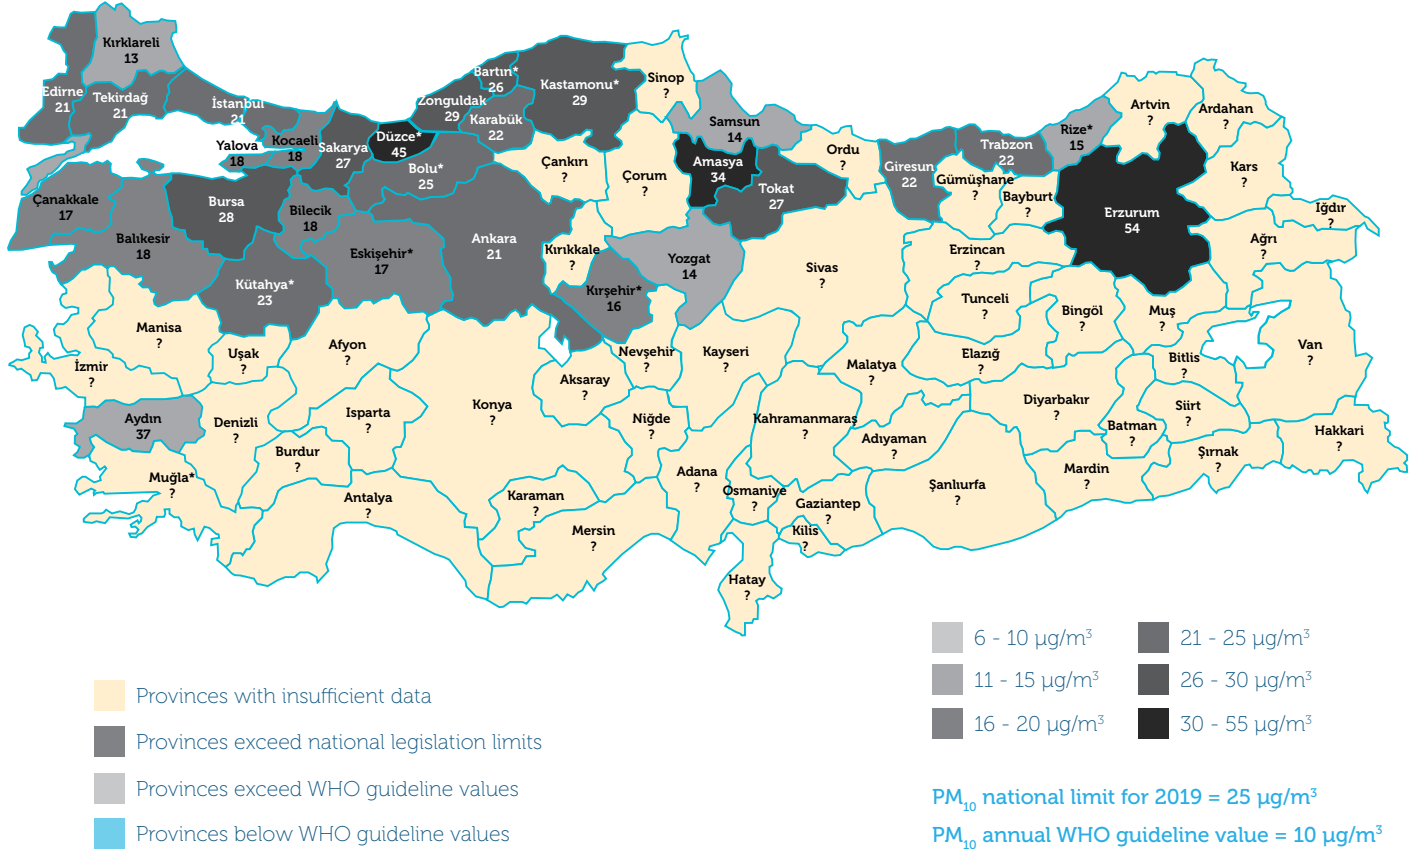 Kırklareli
13
Edirne
21
Tekirdağ
21
İstanbul
21
Yalova
18
Kocaeli
18
Sakarya
27
Düzce*
45
Bolu*
25
Zonguldak
29
Bartın*
26
Karabük
22
Kastamonu*
29
Sinop
?
Çankırı
?
Çorum
?
Samsun
14
Amasya
34
Tokat
27
Ordu
?
Giresun
22
Trabzon
22
Gümüşhane
?
Bayburt
?
Rize*
15
Artvin
?
Ardahan
?
Kars
?
Iğdır
?
Ağrı
?
Erzurum
54
Erzincan
?
Çanakkale
17
Balıkesir
18
Bursa
28
Bilecik
18
Kütahya*
23
Eskişehir*
17
Ankara
21
Kırıkkale
?
Kırşehir*
16
Yozgat
14
Sivas
?
Tunceli
?
Bingöl
?
Muş
?
Bitlis
?
Van
?
Manisa
?
İzmir
?
Uşak
?
Afyon
?
Aydın
37
Denizli
?
Isparta
?
Burdur
?
Muğla*
?
Antalya
?
Konya
?
Aksaray
?
Nevşehir
?
Niğde
?
Kayseri
?
Malatya
?
Elazığ
?
Diyarbakır
?
Batman
?
Siirt
?
Şırnak
?
Hakkari
?
Mardin
?
Şanlıurfa
?
Adıyaman
?
Kahramanmaraş
?
Adana
?
Osmaniye
?
Gaziantep
?
Kilis
?
Hatay
?
Karaman
?
Mersin
?
Provinces with insufficient data
Provinces exceed national legislation limits
Provinces exceed WHO guideline values
Provinces below WHO guideline values
6 - 10 µg/m³
11 - 15 µg/m³
16 - 20 µg/m³
21 - 25 µg/m³
26 - 30 µg/m³
30 - 55 µg/m³
PM₁₀ national limit for 2019 = 25 µg/m³
PM₁₀ annual WHO guideline value = 10 µg/m³